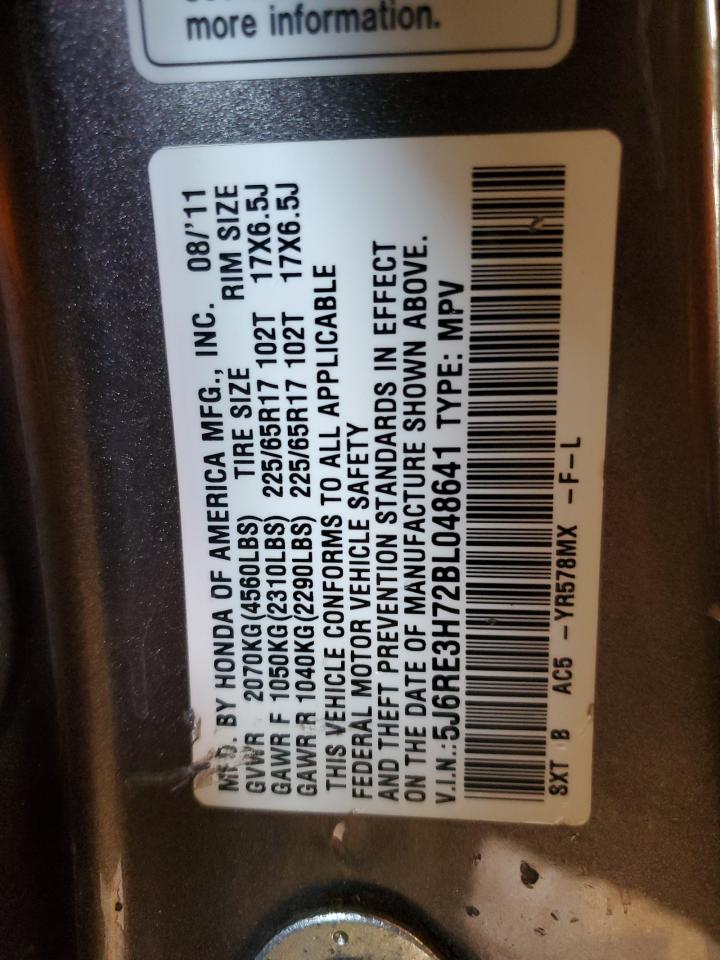 more information.
MFD. BY HONDA OF AMERICA MFG., INC. 08/'11
GVWR 2070KG(4560LBS) TIRE SIZE RIM SIZE
GAWR F 1050KG(2310LBS) 225/65R17 102T 17X6.5J
GAWR R 1040KG(2290LBS) 225/65R17 102T 17X6.5J
THIS VEHICLE CONFORMS TO ALL APPLICABLE
FEDERAL MOTOR VEHICLE SAFETY
AND THEFT PREVENTION STANDARDS IN EFFECT
ON THE DATE OF MANUFACTURE SHOWN ABOVE.
V.I.N.:5J6RE3H72BL048641 TYPE: MPV
SXT B AC5 -YR578MX -F-L